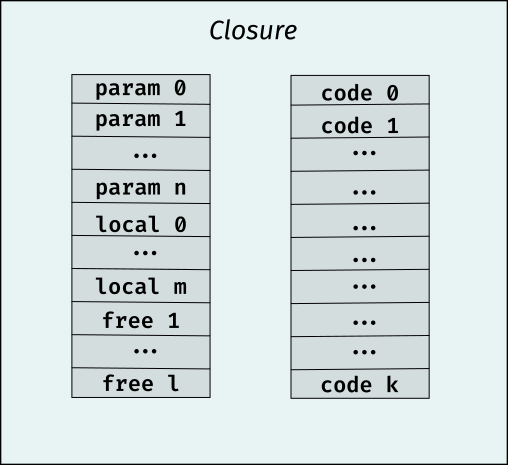 Closure
param 0
param 1
...
param n
local 0
...
local m
free 1
...
free l
code 0
code 1
...
...
...
...
...
...
...
code k